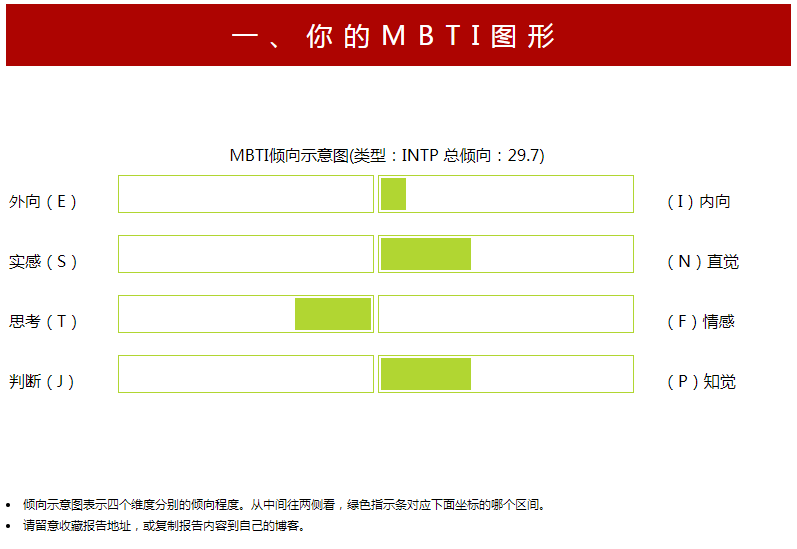 一、你的MBTI图形
MBTI倾向示意图(类型：INTP 总倾向：29.7)
外向（E）
（I）内向
实感（S）
（N）直觉
思考（T）
（F）情感
判断（J）
（P）知觉
倾向示意图表示四个维度分别的倾向程度。从中间往两侧看，绿色指示条对应下面坐标的哪个区间。
请留意收藏报告地址，或复制报告内容到自己的博客。